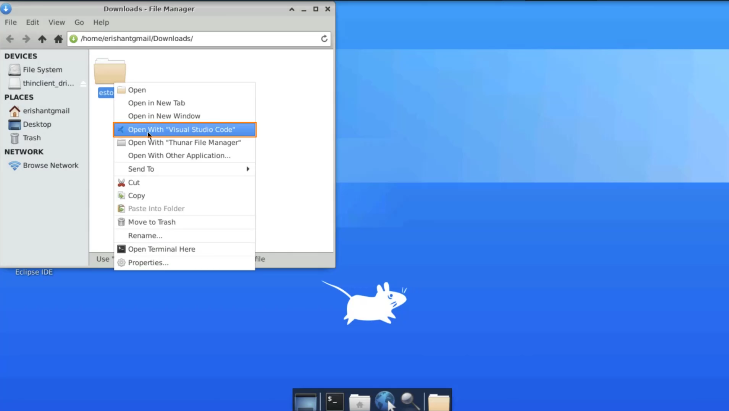 Downloads - File Manager
File Edit View Go Help
/home/erishantgmail/Downloads/
DEVICES
File System
thinclient_dri...
PLACES
erishantgmail
Desktop
Trash
NETWORK
Browse Network
esto
Open
Open in New Tab
Open in New Window
Open With "Visual Studio Code"
Open With "Thunar File Manager"
Open With Other Application...
Send To
Cut
Copy
Paste Into Folder
Move to Trash
Rename...
Open Terminal Here
Properties...
Use "
file
Eclipse IDE